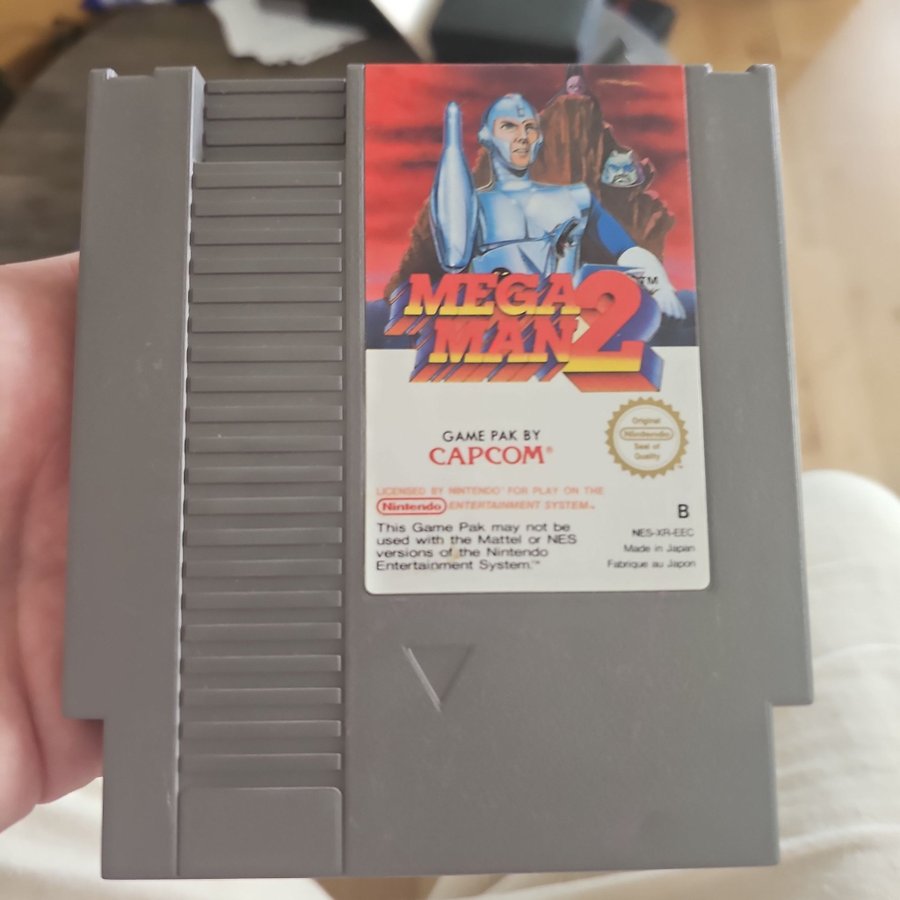 MEGA
MAN 2™
GAME PAK BY
CAPCOM®
Original
Nintendo
Seal of
Quality
LICENSED BY NINTENDO® FOR PLAY ON THE
Nintendo ENTERTAINMENT SYSTEM™
This Game Pak may not be
used with the Mattel or NES
versions of the Nintendo
Entertainment System.™
B
NES-XR-EEC
Made in Japan
Fabrique au Japon